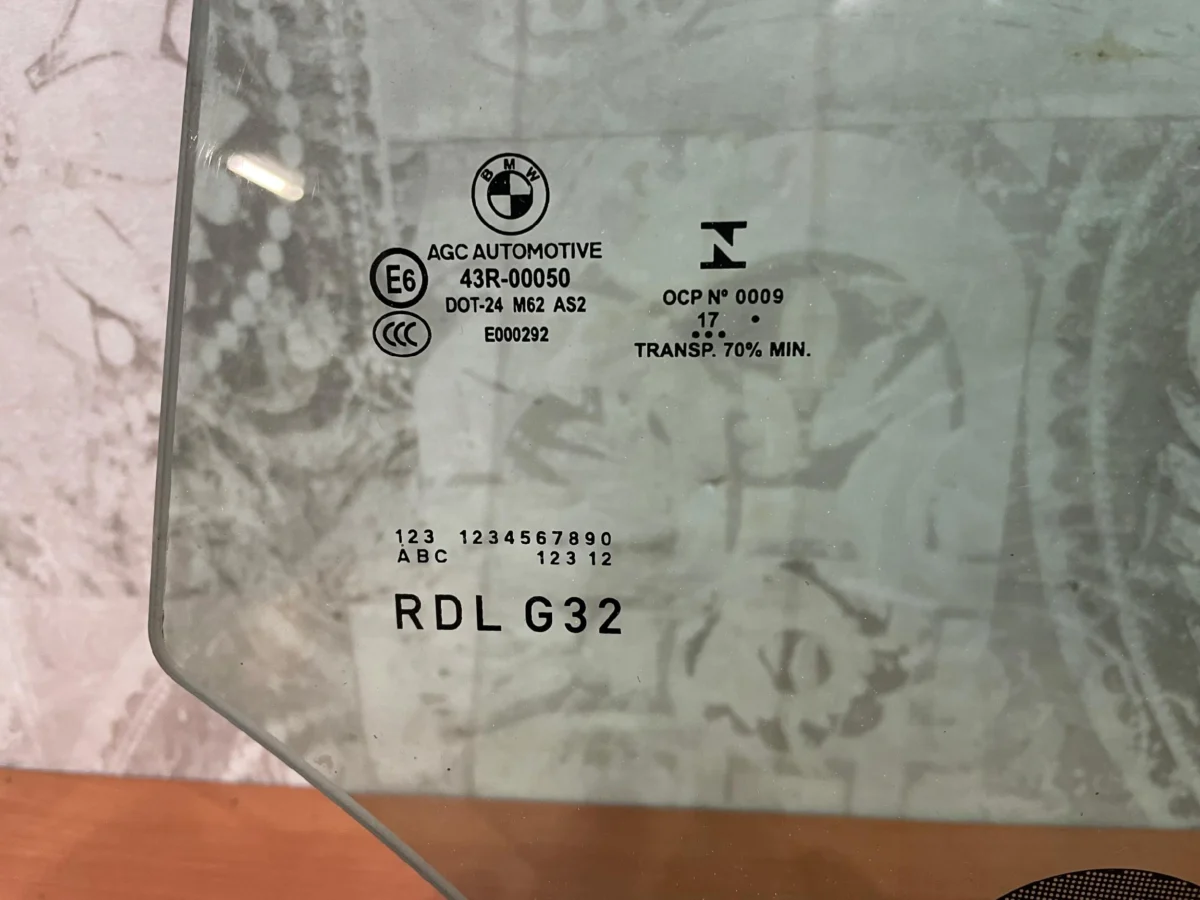 BMW
AGC AUTOMOTIVE
E6
43R-00050
DOT-24 M62 AS2
CCC
E000292
OCP Nº 0009
17 •
•••
TRANSP. 70% MIN.
123 1234567890
ABC 123 12
RDL G32